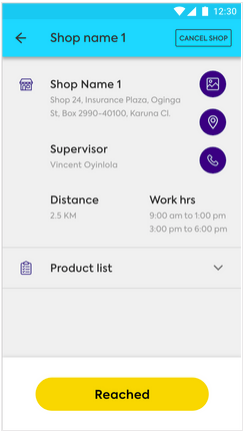 12:30
Shop name 1
CANCEL SHOP
Shop Name 1
Shop 24, Insurance Plaza, Oginga
St, Box 2990-40100, Karuna Cl.
Supervisor
Vincent Oyinlola
Distance
Work hrs
2.5 KM
9:00 am to 1:00 pm
3:00 pm to 6:00 pm
Product list
Reached